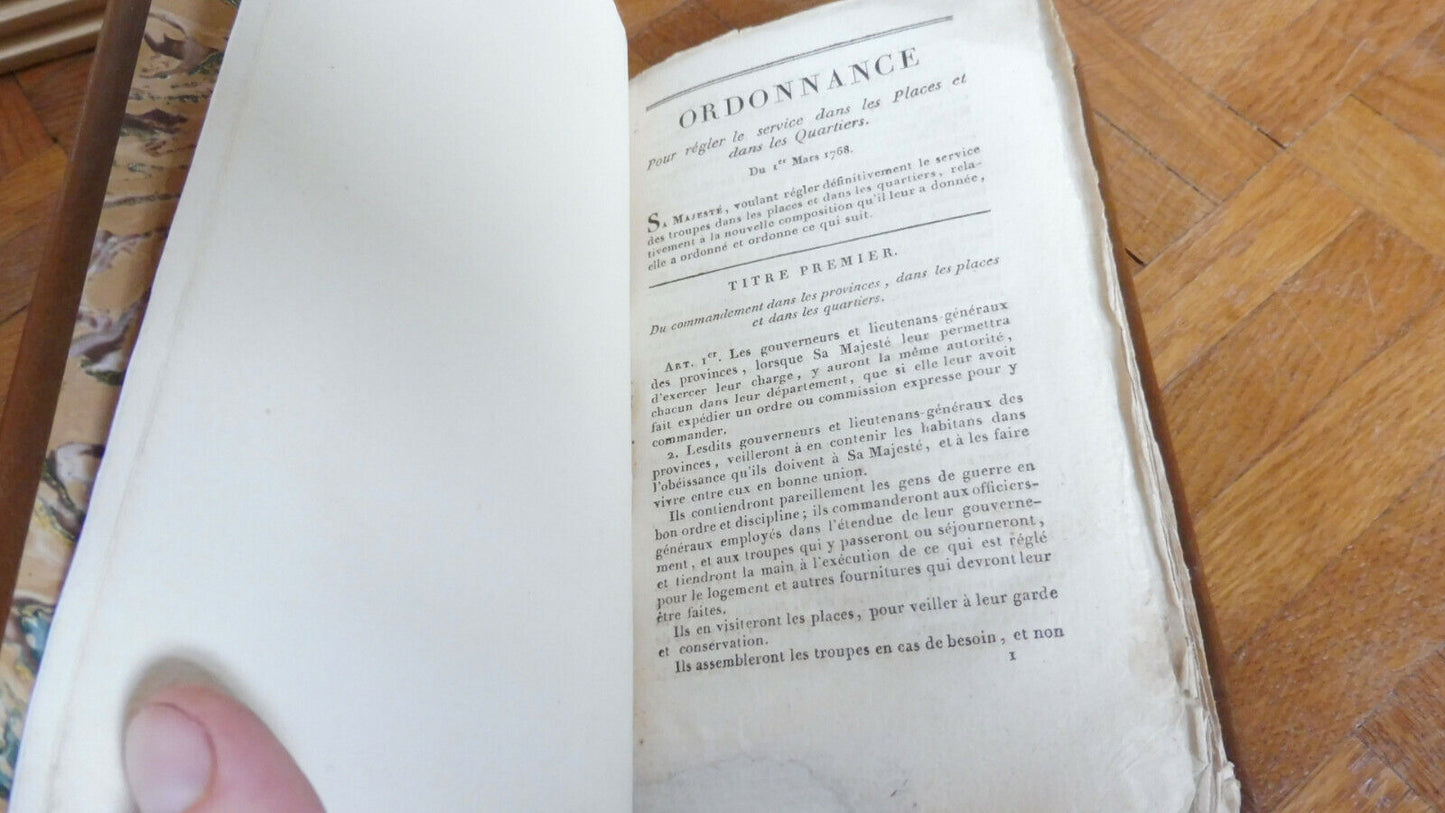 ORDONNANCE
pour régler le service dans les Places et
dans les Quartiers.
Du 1er Mars 1768.
SA MAJESTÉ, voulant régler définitivement le service
des troupes dans les places et dans les quartiers, rela-
tivement à la nouvelle composition qu'il leur a donnée,
elle a ordonné et ordonne ce qui suit.
TITRE PREMIER.
Du commandement dans les provinces, dans les places
et dans les quartiers.
ART. 1er. Les gouverneurs et lieutenans-généraux
des provinces, lorsque Sa Majesté leur permettra
d'exercer leur charge, y auront la même autorité,
chacun dans leur département, que si elle leur avoit
fait expédier un ordre ou commission expresse pour y
commander.
2. Lesdits gouverneurs et lieutenans-généraux des
provinces, veilleront à en contenir les habitans dans
l'obéissance qu'ils doivent à Sa Majesté, et à les faire
vivre entre eux en bonne union.
Ils contiendront pareillement les gens de guerre en
bon ordre et discipline; ils commanderont aux officiers-
généraux employés dans l'étendue de leur gouverne-
ment, et aux troupes qui y passeront ou séjourneront,
et tiendront la main à l'exécution de ce qui est réglé
pour le logement et autres fournitures qui devront leur
être faites.
Ils en visiteront les places, pour veiller à leur garde
et conservation.
Ils assembleront les troupes en cas de besoin, et non
1